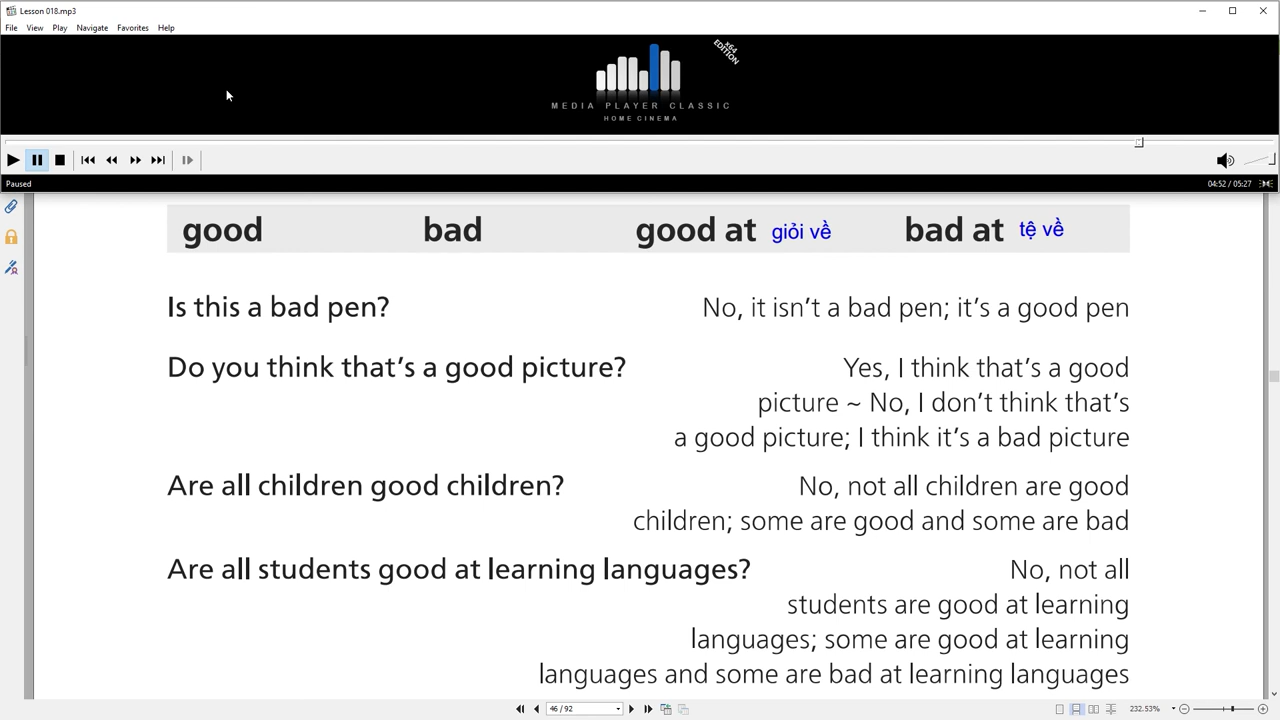 Lesson 018.mp3
File View Play Navigate Favorites Help
x64
EDITION
MEDIA PLAYER CLASSIC
HOME CINEMA
Paused 04:52 / 05:27
good bad good at giỏi về bad at tệ về
Is this a bad pen? No, it isn't a bad pen; it's a good pen
Do you think that's a good picture? Yes, I think that's a good
picture ~ No, I don't think that's
a good picture; I think it's a bad picture
Are all children good children? No, not all children are good
children; some are good and some are bad
Are all students good at learning languages? No, not all
students are good at learning
languages; some are good at learning
languages and some are bad at learning languages
46 / 92 232.53%